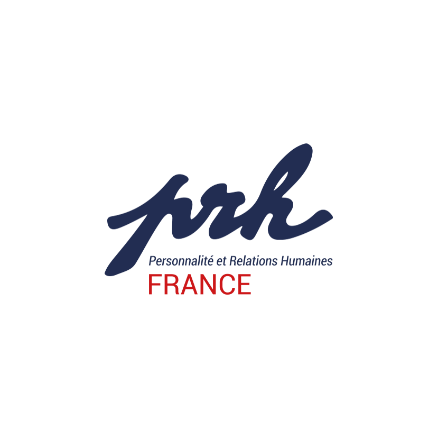 prh
Personnalité et Relations Humaines
FRANCE